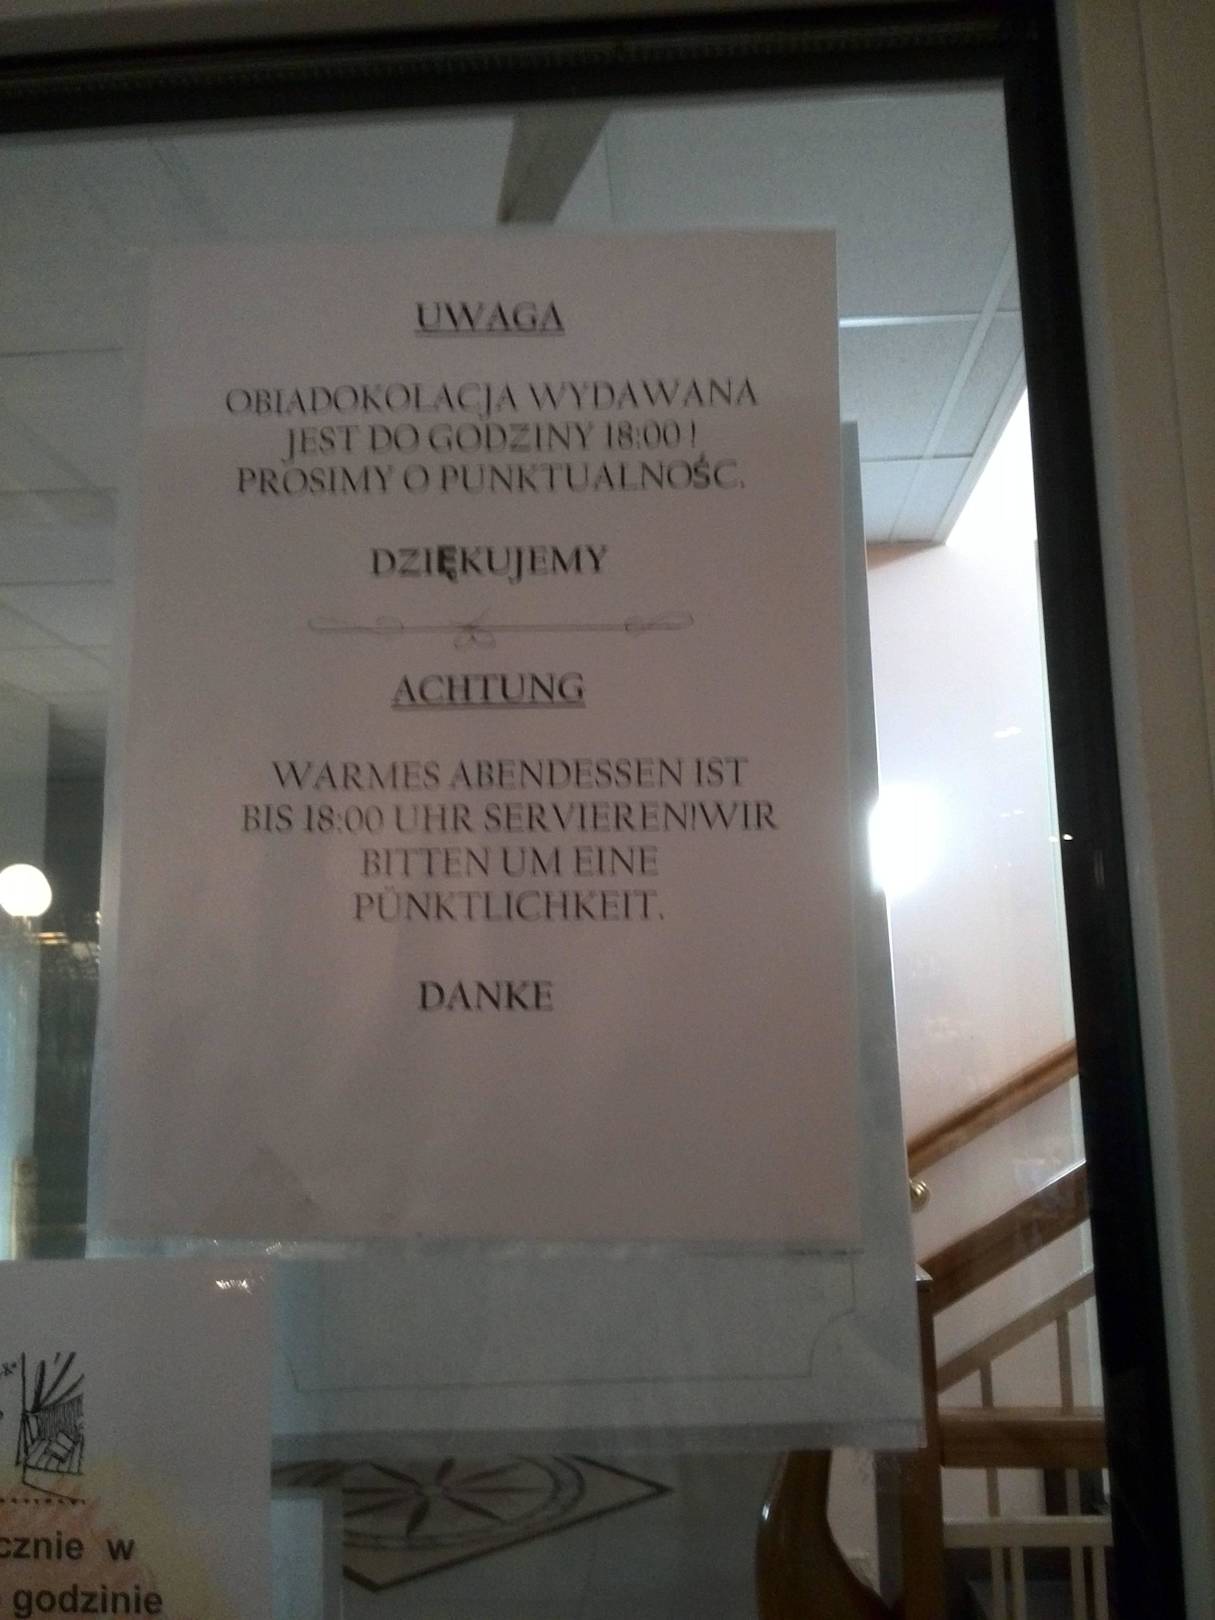 UWAGA
OBIADOKOLACJA WYDAWANA
JEST DO GODZINY 18:00 !
PROSIMY O PUNKTUALNOŚC.
DZIĘKUJEMY
ACHTUNG
WARMES ABENDESSEN IST
BIS 18:00 UHR SERVIEREN!WIR
BITTEN UM EINE
PÜNKTLICHKEIT.
DANKE
cznie w
godzinie